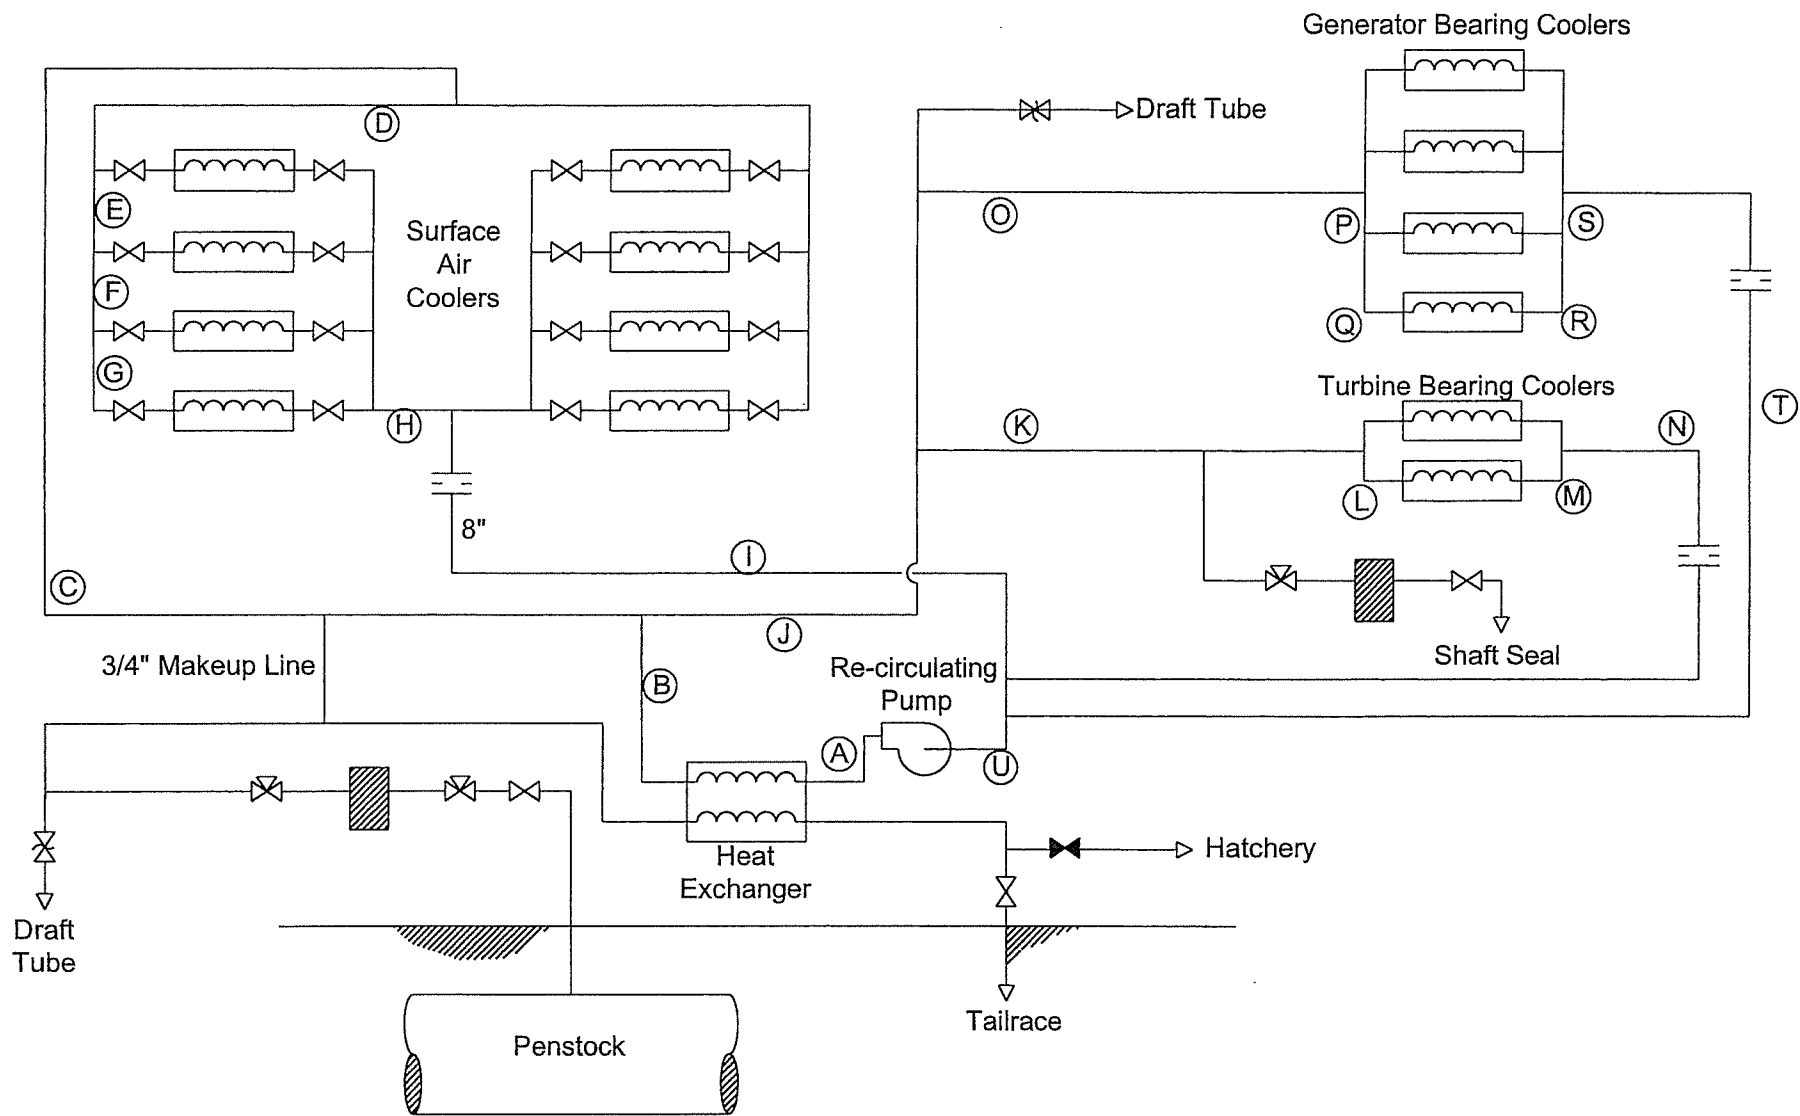 Generator Bearing Coolers
Draft Tube
D
E
F
G
H
Surface
Air
Coolers
O
P
S
Q
R
Turbine Bearing Coolers
K
N
T
L
M
8"
I
C
J
3/4" Makeup Line
B
Re-circulating
Pump
A
U
Shaft Seal
Heat
Exchanger
Hatchery
Draft
Tube
Tailrace
Penstock